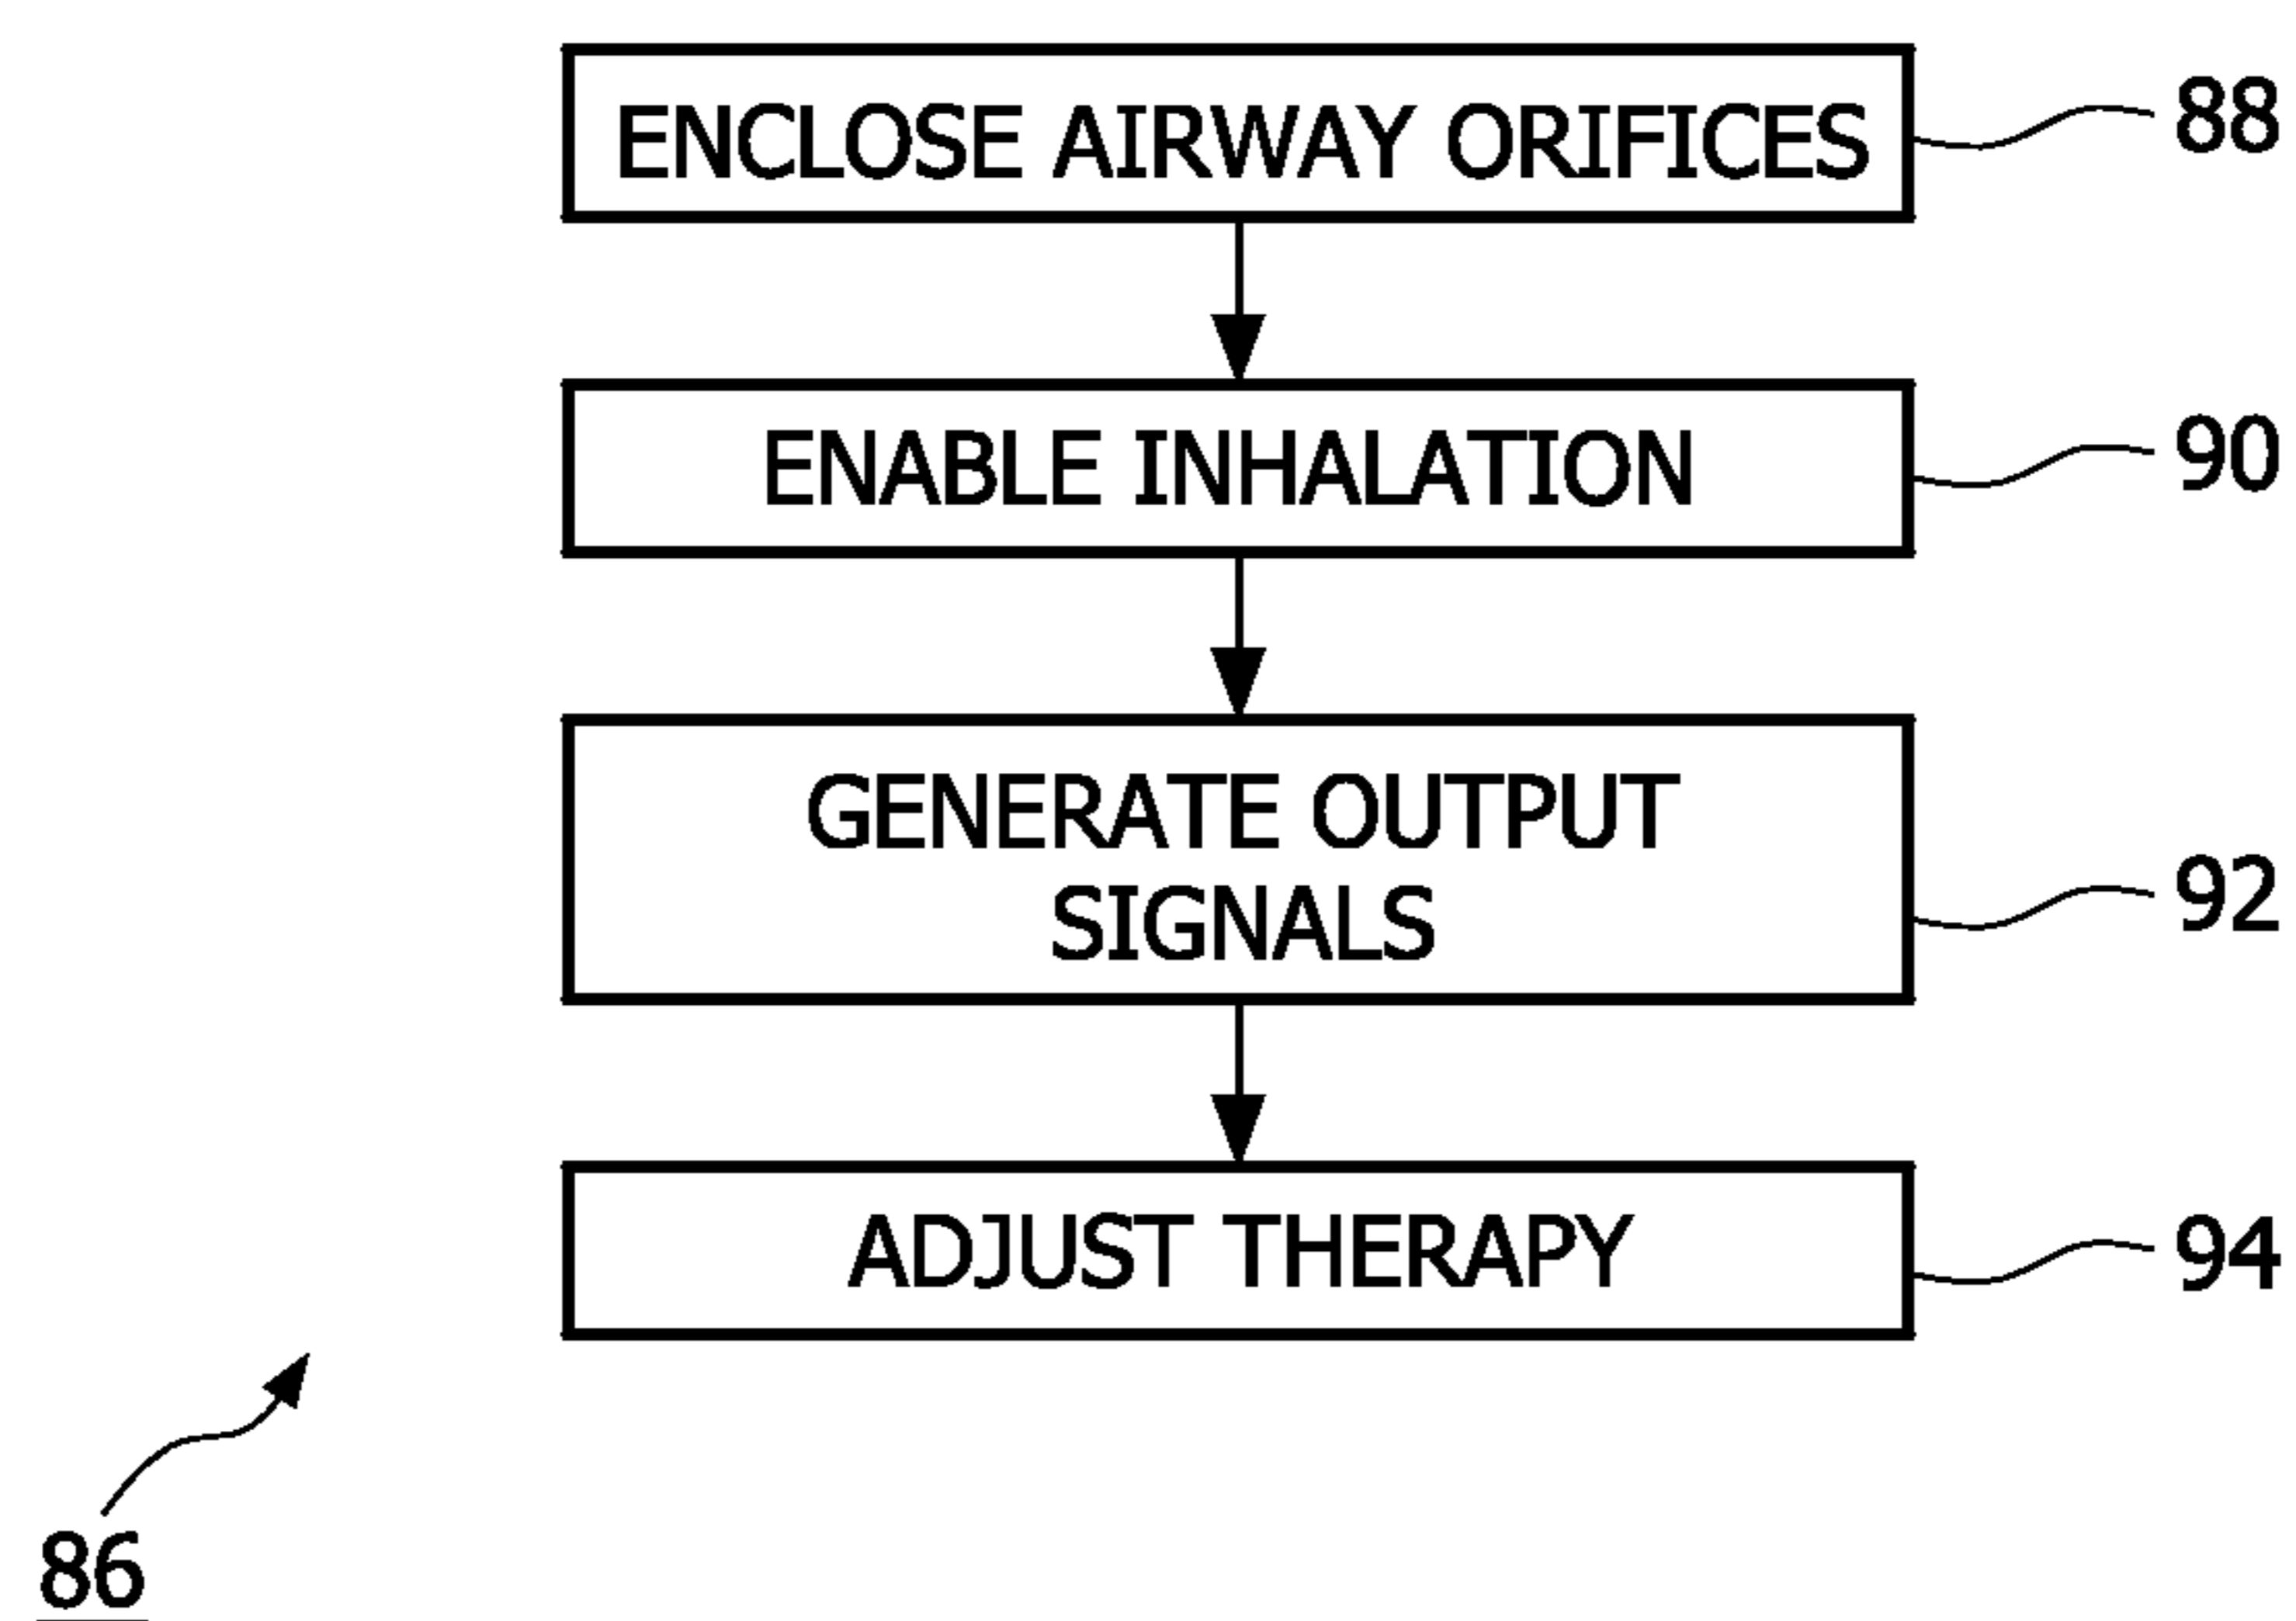 ENCLOSE AIRWAY ORIFICES
88
ENABLE INHALATION
90
GENERATE OUTPUT
SIGNALS
92
ADJUST THERAPY
94
86